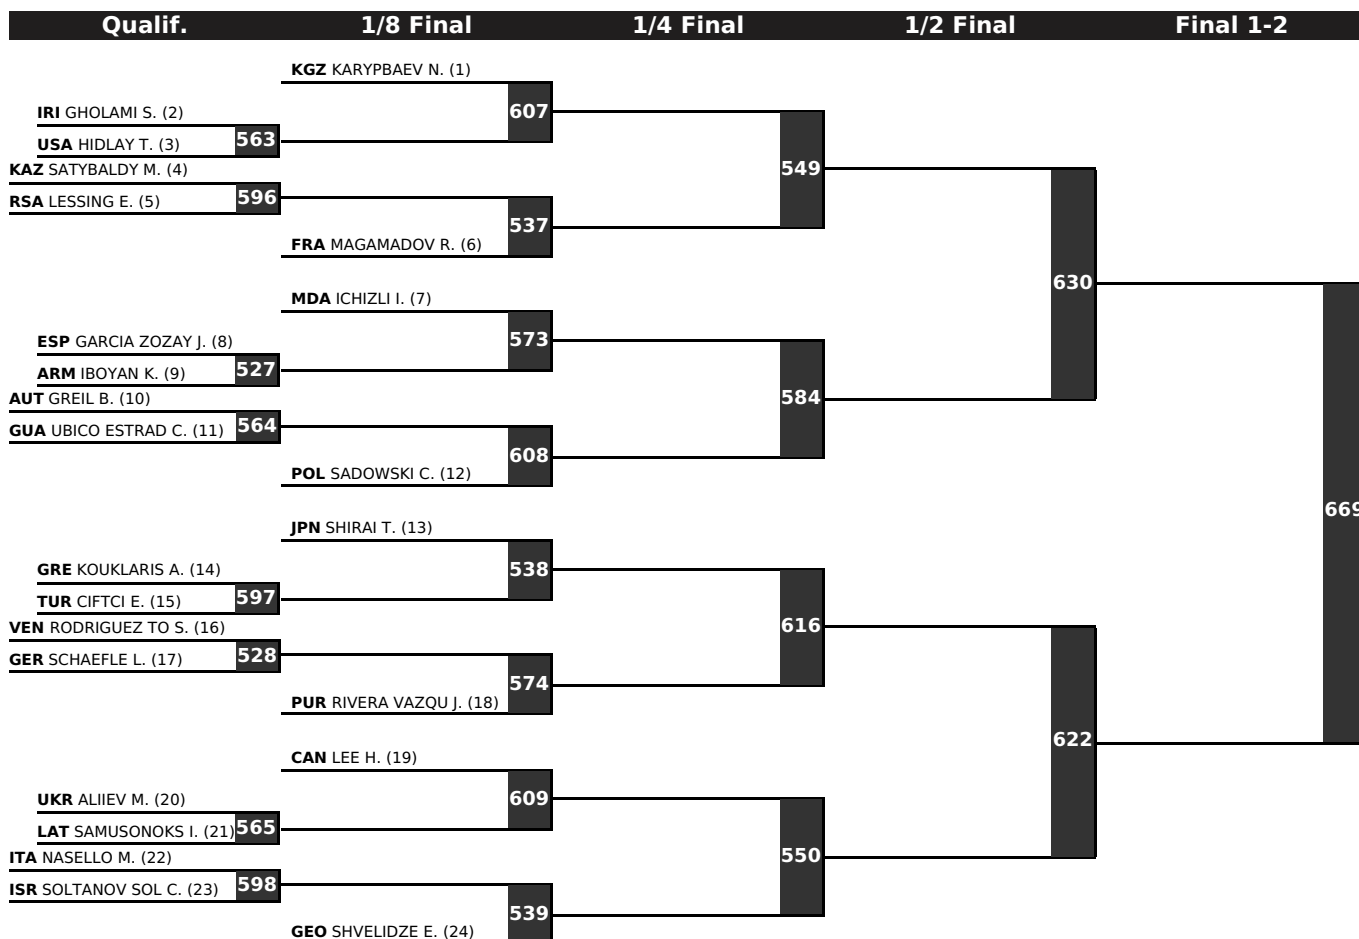 Qualif. 1/8 Final 1/4 Final 1/2 Final Final 1-2
KGZ KARYPBAEV N. (1)
607
IRI GHOLAMI S. (2)
USA HIDLAY T. (3)
563
KAZ SATYBALDY M. (4)
549
RSA LESSING E. (5)
596
537
FRA MAGAMADOV R. (6)
630
MDA ICHIZLI I. (7)
573
ESP GARCIA ZOZAY J. (8)
ARM IBOYAN K. (9)
527
AUT GREIL B. (10)
584
GUA UBICO ESTRAD C. (11)
564
608
POL SADOWSKI C. (12)
669
JPN SHIRAI T. (13)
538
GRE KOUKLARIS A. (14)
TUR CIFTCI E. (15)
597
VEN RODRIGUEZ TO S. (16)
616
GER SCHAEFLE L. (17)
528
574
PUR RIVERA VAZQU J. (18)
622
CAN LEE H. (19)
609
UKR ALIIEV M. (20)
LAT SAMUSONOKS I. (21)
565
ITA NASELLO M. (22)
550
ISR SOLTANOV SOL C. (23)
598
539
GEO SHVELIDZE E. (24)